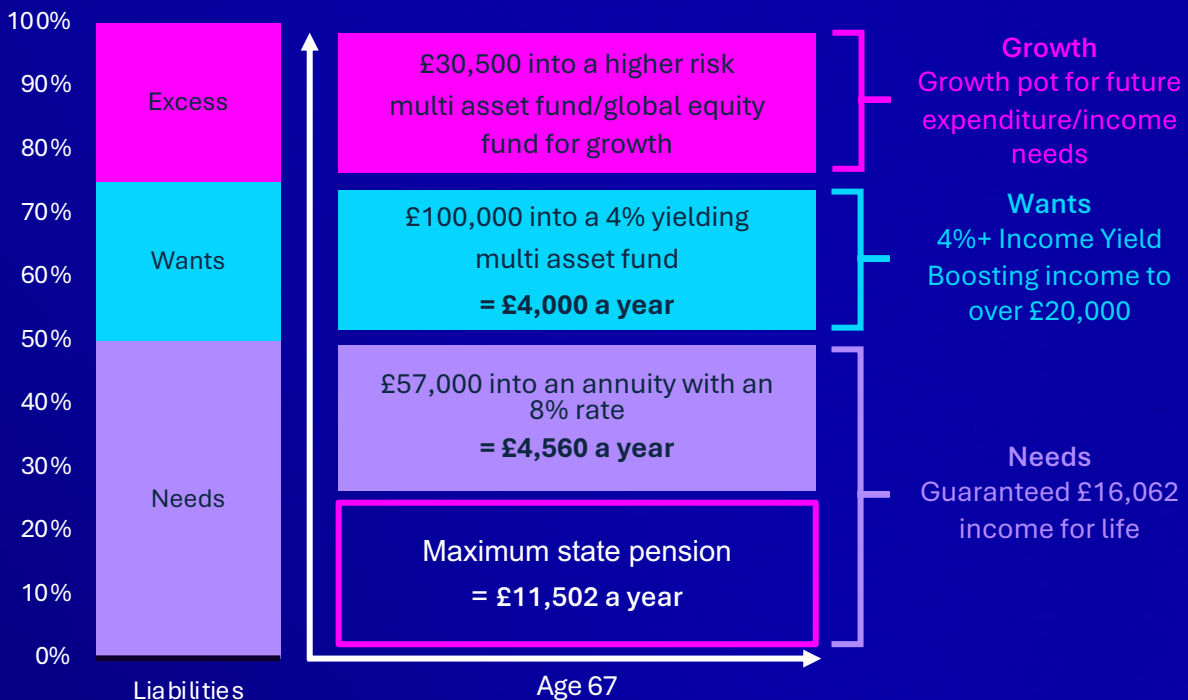 100%
90%
80%
70%
60%
50%
40%
30%
20%
10%
0%
Excess
Wants
Needs
Liabilities
£30,500 into a higher risk
multi asset fund/global equity
fund for growth
£100,000 into a 4% yielding
multi asset fund
= £4,000 a year
£57,000 into an annuity with an
8% rate
= £4,560 a year
Maximum state pension
= £11,502 a year
Age 67
Growth
Growth pot for future
expenditure/income
needs
Wants
4%+ Income Yield
Boosting income to
over £20,000
Needs
Guaranteed £16,062
income for life